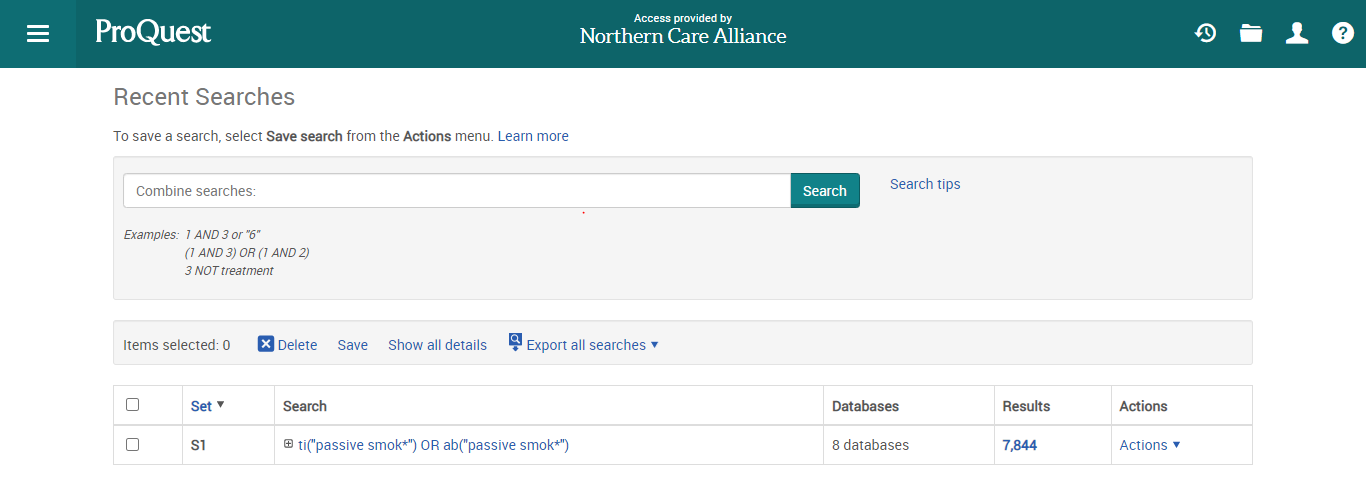 ProQuest
Access provided by
Northern Care Alliance
?
Recent Searches
To save a search, select Save search from the Actions menu. Learn more
Combine searches:
Search
Search tips
Examples: 1 AND 3 or "6"
(1 AND 3) OR (1 AND 2)
3 NOT treatment
Items selected: 0 Delete Save Show all details Export all searches
Set Search Databases Results Actions
S1 ti("passive smok*") OR ab("passive smok*") 8 databases 7,844 Actions